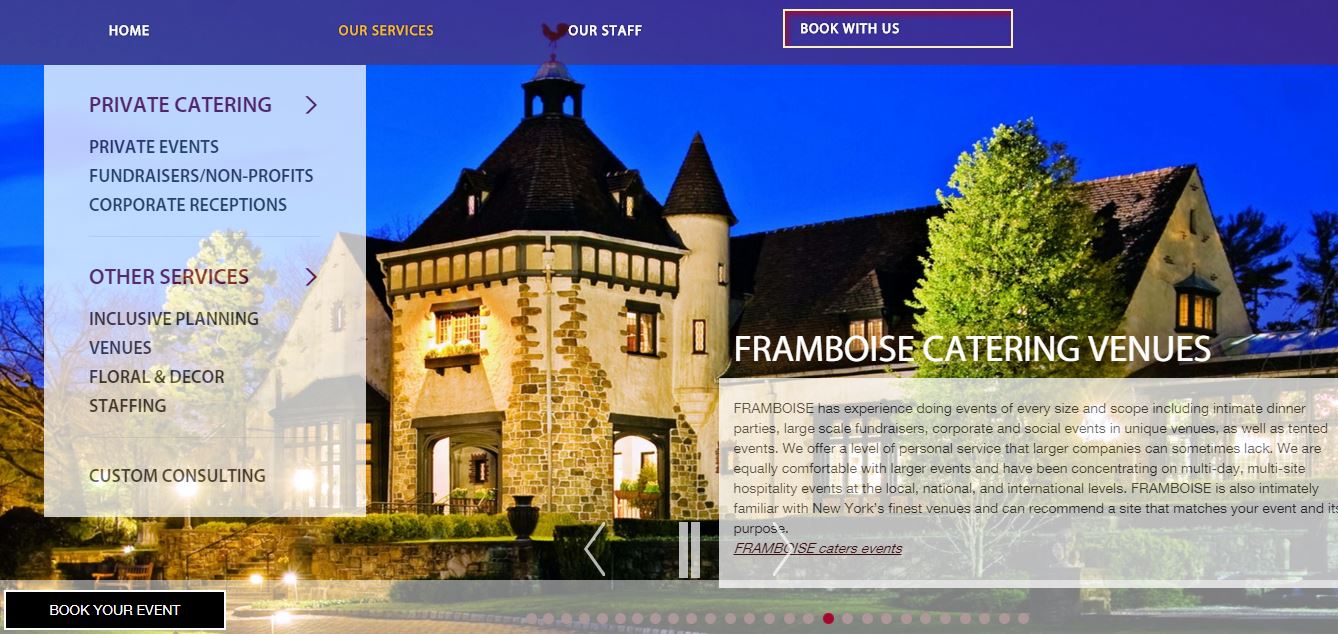 HOME
OUR SERVICES
OUR STAFF
BOOK WITH US
PRIVATE CATERING
PRIVATE EVENTS
FUNDRAISERS/NON-PROFITS
CORPORATE RECEPTIONS
OTHER SERVICES
INCLUSIVE PLANNING
VENUES
FLORAL & DECOR
STAFFING
CUSTOM CONSULTING
FRAMBOISE CATERING VENUES
FRAMBOISE has experience doing events of every size and scope including intimate dinner
parties, large scale fundraisers, corporate and social events in unique venues, as well as tented
events. We offer a level of personal service that larger companies can sometimes lack. We are
equally comfortable with larger events and have been concentrating on multi-day, multi-site
hospitality events at the local, national, and international levels. FRAMBOISE is also intimately
familiar with New York's finest venues and can recommend a site that matches your event and its
purpose.
FRAMBOISE caters events
BOOK YOUR EVENT